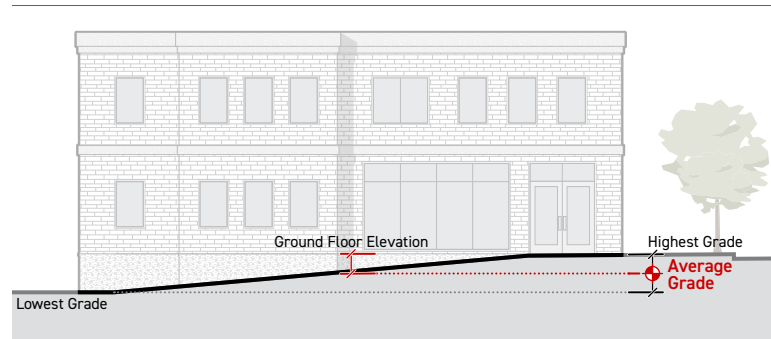 Ground Floor Elevation
Highest Grade
Average
Grade
Lowest Grade